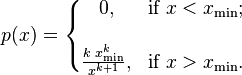 p(x) = { 0, if x < x_min;
k x_min^k / x^{k+1}, if x > x_min.